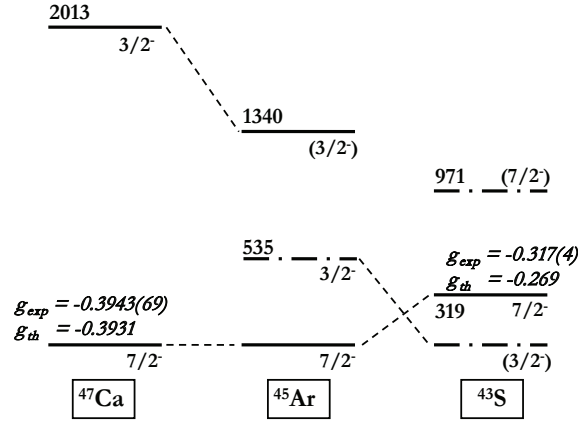 2013
3/2⁻
1340
(3/2⁻)
971 (7/2⁻)
535
3/2⁻
g_exp = -0.317(4)
g_th = -0.269
319 7/2⁻
g_exp = -0.3943(69)
g_th = -0.3931
7/2⁻
7/2⁻
(3/2⁻)
⁴⁷Ca
⁴⁵Ar
⁴³S